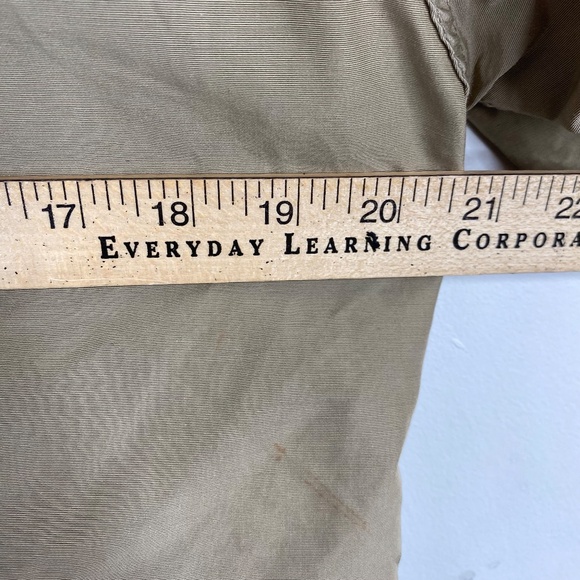 17 18 19 20 21 22
EVERYDAY LEARNING CORPORA